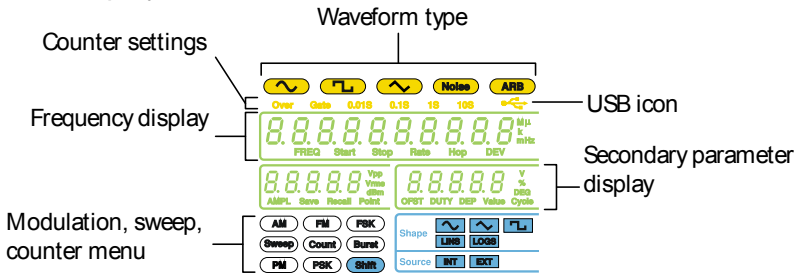 Waveform type
Counter settings
Noise ARB
Over Gate 0.01S 0.1S 1S 10S
USB icon
Frequency display
8.8.8.8.8.8.8.8.8.8. Mμ
k
mHz
FREQ Start Stop Rate Hop DEV
Secondary parameter
display
8.8.8.8.8. Vpp
Vrms
dBm
AMPL Save Recall Point
8.8.8.8.8. V
%
DEG
OFST DUTY DEP Value Cycle
Modulation, sweep,
counter menu
AM FM FSK
Sweep Count Burst
PM PSK Shift
Shape
LINS LOGS
Source INT EXT